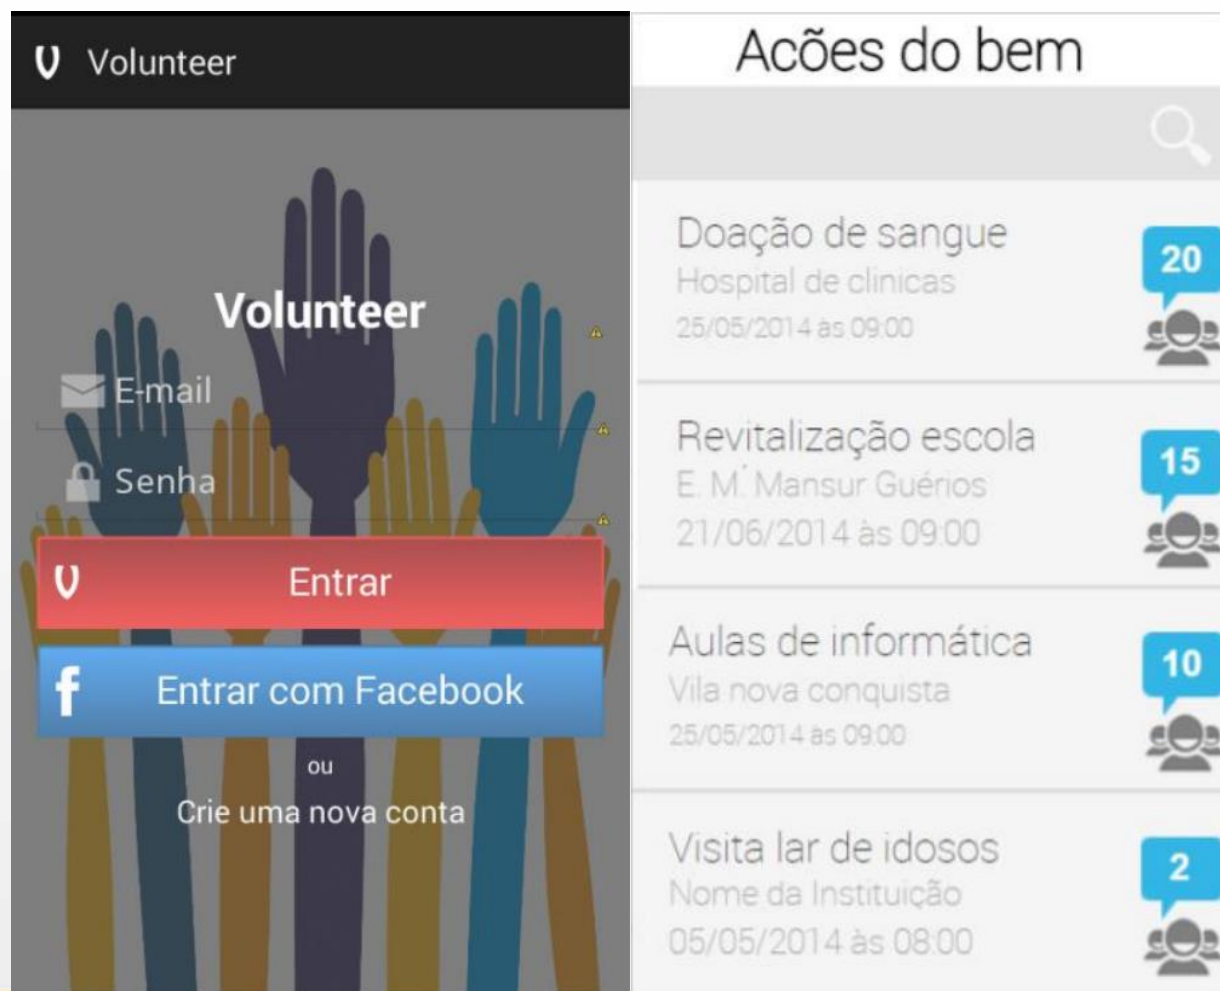 Volunteer
Volunteer
E-mail
Senha
Entrar
f Entrar com Facebook
ou
Crie uma nova conta
Acões do bem
Doação de sangue
Hospital de clinicas
25/05/2014 às 09:00
20
Revitalização escola
E. M. Mansur Guérios
21/06/2014 às 09:00
15
Aulas de informática
Vila nova conquista
25/05/2014 às 09:00
10
Visita lar de idosos
Nome da Instituição
05/05/2014 às 08:00
2